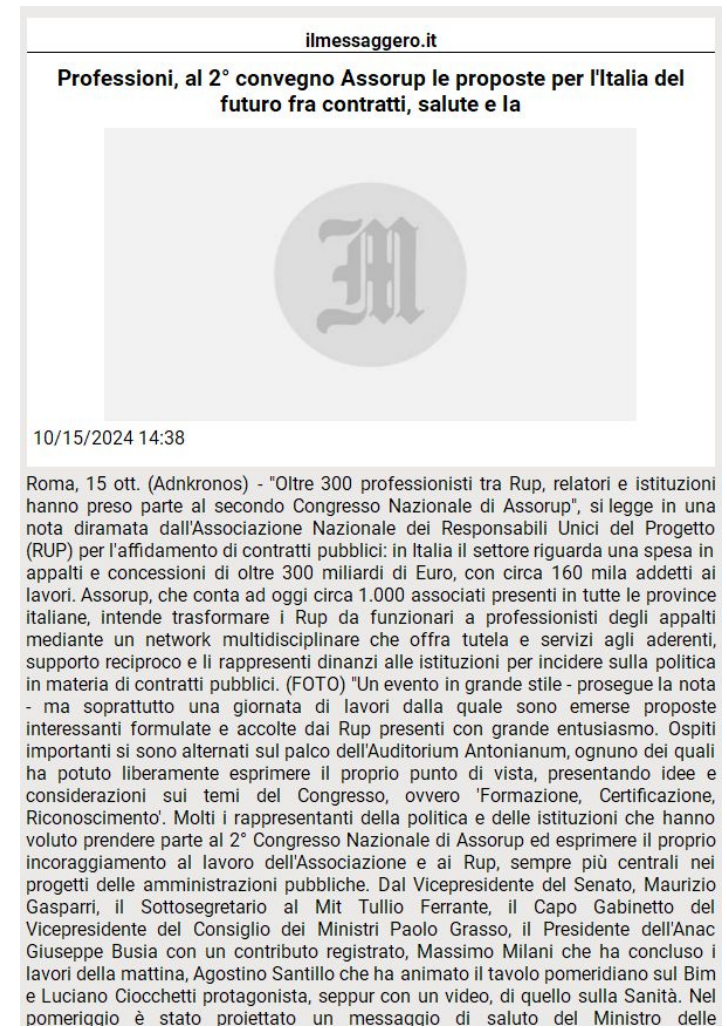 ilmessaggero.it
Professioni, al 2° convegno Assorup le proposte per l'Italia del
futuro fra contratti, salute e la
M
10/15/2024 14:38
Roma, 15 ott. (Adnkronos) - "Oltre 300 professionisti tra Rup, relatori e istituzioni
hanno preso parte al secondo Congresso Nazionale di Assorup", si legge in una
nota diramata dall'Associazione Nazionale dei Responsabili Unici del Progetto
(RUP) per l'affidamento di contratti pubblici: in Italia il settore riguarda una spesa in
appalti e concessioni di oltre 300 miliardi di Euro, con circa 160 mila addetti ai
lavori. Assorup, che conta ad oggi circa 1.000 associati presenti in tutte le province
italiane, intende trasformare i Rup da funzionari a professionisti degli appalti
mediante un network multidisciplinare che offra tutela e servizi agli aderenti,
supporto reciproco e li rappresenti dinanzi alle istituzioni per incidere sulla politica
in materia di contratti pubblici. (FOTO) "Un evento in grande stile - prosegue la nota
- ma soprattutto una giornata di lavori dalla quale sono emerse proposte
interessanti formulate e accolte dai Rup presenti con grande entusiasmo. Ospiti
importanti si sono alternati sul palco dell'Auditorium Antonianum, ognuno dei quali
ha potuto liberamente esprimere il proprio punto di vista, presentando idee e
considerazioni sui temi del Congresso, ovvero 'Formazione, Certificazione,
Riconoscimento'. Molti i rappresentanti della politica e delle istituzioni che hanno
voluto prendere parte al 2° Congresso Nazionale di Assorup ed esprimere il proprio
incoraggiamento al lavoro dell'Associazione e ai Rup, sempre più centrali nei
progetti delle amministrazioni pubbliche. Dal Vicepresidente del Senato, Maurizio
Gasparri, il Sottosegretario al Mit Tullio Ferrante, il Capo Gabinetto del
Vicepresidente del Consiglio dei Ministri Paolo Grasso, il Presidente dell'Anac
Giuseppe Busia con un contributo registrato, Massimo Milani che ha concluso i
lavori della mattina, Agostino Santillo che ha animato il tavolo pomeridiano sul Bim
e Luciano Ciocchetti protagonista, seppur con un video, di quello sulla Sanità. Nel
pomeriggio è stato proiettato un messaggio di saluto del Ministro delle